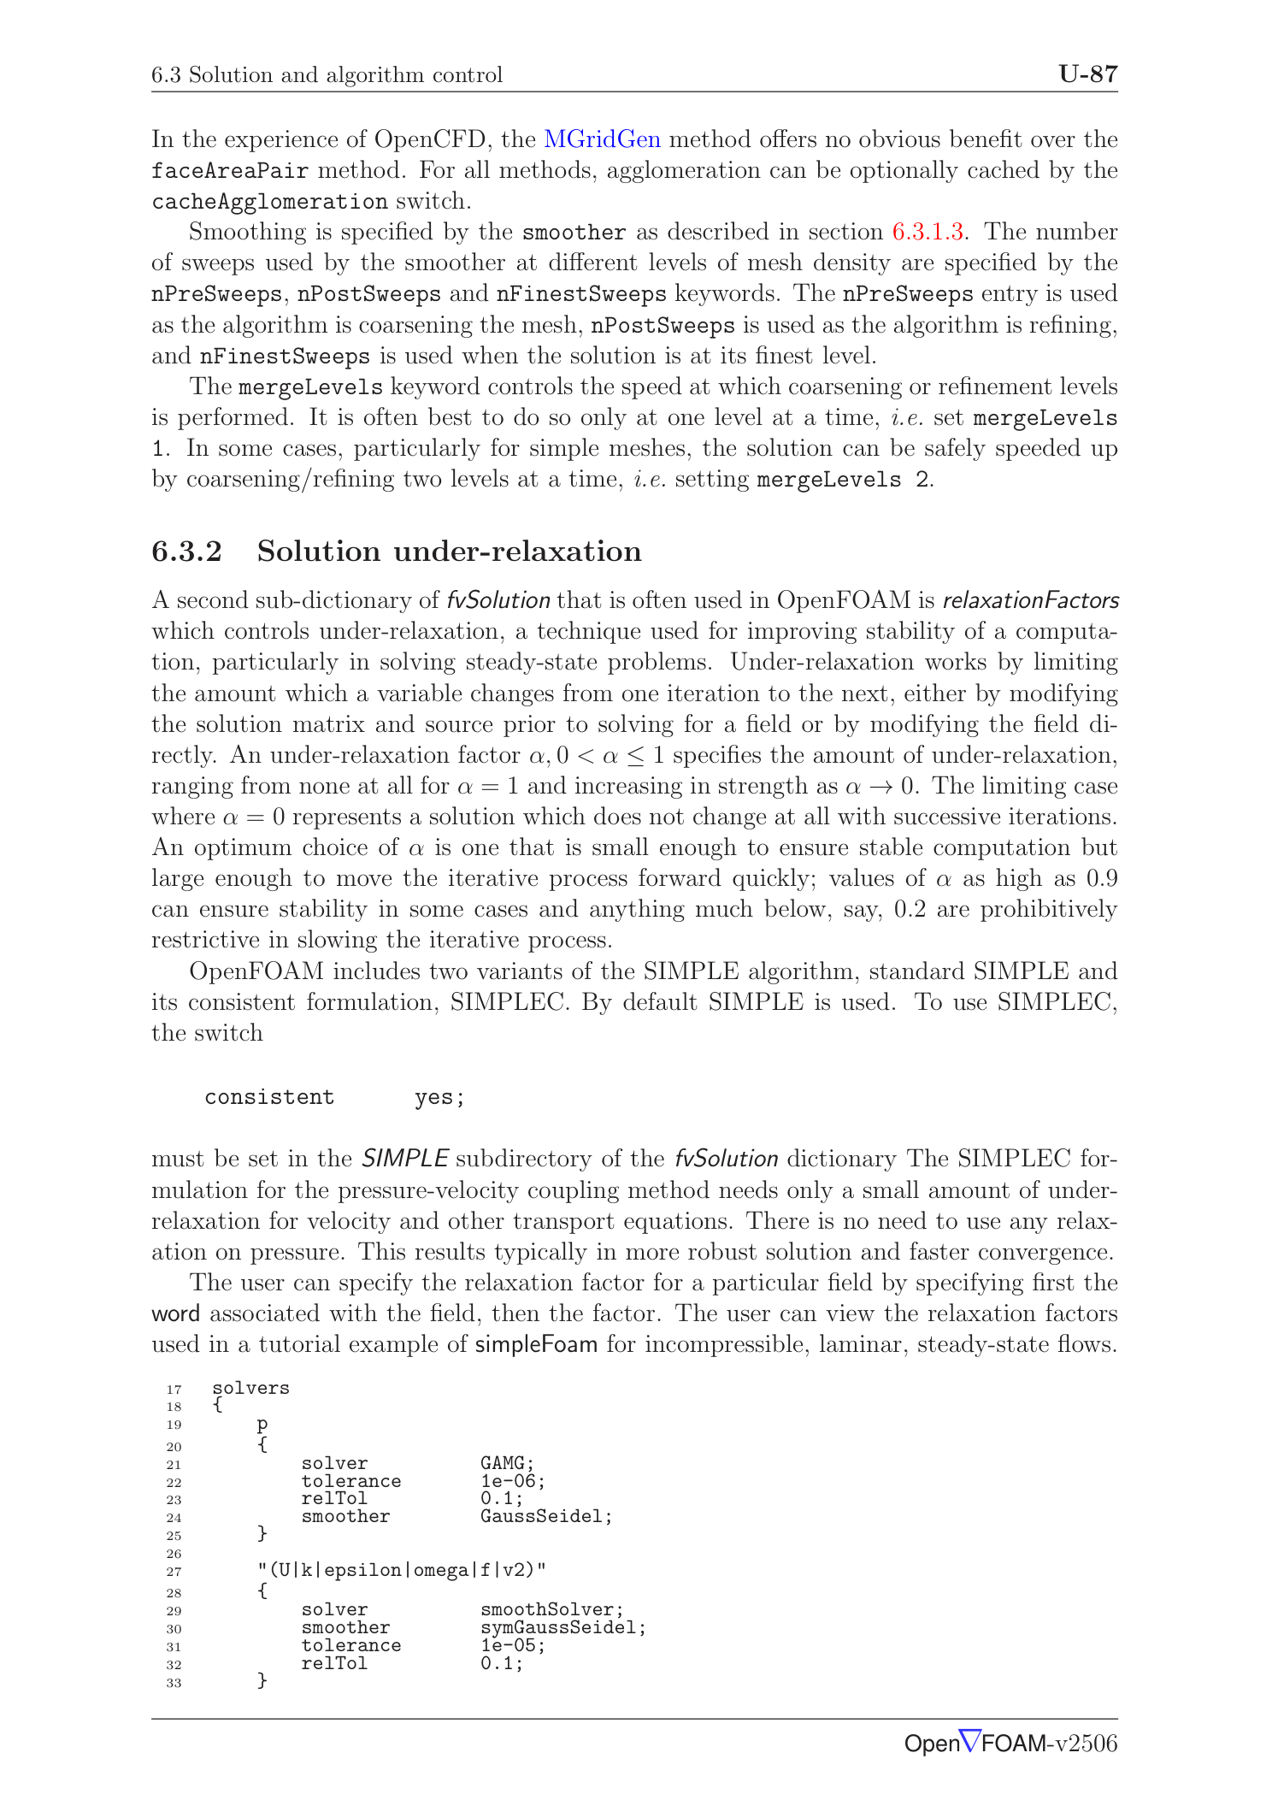 6.3 Solution and algorithm control U-87
In the experience of OpenCFD, the MGridGen method offers no obvious benefit over the
faceAreaPair method. For all methods, agglomeration can be optionally cached by the
cacheAgglomeration switch.
Smoothing is specified by the smoother as described in section 6.3.1.3. The number
of sweeps used by the smoother at different levels of mesh density are specified by the
nPreSweeps, nPostSweeps and nFinestSweeps keywords. The nPreSweeps entry is used
as the algorithm is coarsening the mesh, nPostSweeps is used as the algorithm is refining,
and nFinestSweeps is used when the solution is at its finest level.
The mergeLevels keyword controls the speed at which coarsening or refinement levels
is performed. It is often best to do so only at one level at a time, i.e. set mergeLevels
1. In some cases, particularly for simple meshes, the solution can be safely speeded up
by coarsening/refining two levels at a time, i.e. setting mergeLevels 2.
6.3.2 Solution under-relaxation
A second sub-dictionary of fvSolution that is often used in OpenFOAM is relaxationFactors
which controls under-relaxation, a technique used for improving stability of a computa-
tion, particularly in solving steady-state problems. Under-relaxation works by limiting
the amount which a variable changes from one iteration to the next, either by modifying
the solution matrix and source prior to solving for a field or by modifying the field di-
rectly. An under-relaxation factor α, 0 < α ≤ 1 specifies the amount of under-relaxation,
ranging from none at all for α = 1 and increasing in strength as α → 0. The limiting case
where α = 0 represents a solution which does not change at all with successive iterations.
An optimum choice of α is one that is small enough to ensure stable computation but
large enough to move the iterative process forward quickly; values of α as high as 0.9
can ensure stability in some cases and anything much below, say, 0.2 are prohibitively
restrictive in slowing the iterative process.
OpenFOAM includes two variants of the SIMPLE algorithm, standard SIMPLE and
its consistent formulation, SIMPLEC. By default SIMPLE is used. To use SIMPLEC,
the switch
consistent yes;
must be set in the SIMPLE subdirectory of the fvSolution dictionary The SIMPLEC for-
mulation for the pressure-velocity coupling method needs only a small amount of under-
relaxation for velocity and other transport equations. There is no need to use any relax-
ation on pressure. This results typically in more robust solution and faster convergence.
The user can specify the relaxation factor for a particular field by specifying first the
word associated with the field, then the factor. The user can view the relaxation factors
used in a tutorial example of simpleFoam for incompressible, laminar, steady-state flows.
17 solvers
18 {
19 p
20 {
21 solver GAMG;
22 tolerance 1e-06;
23 relTol 0.1;
24 smoother GaussSeidel;
25 }
26
27 "(U|k|epsilon|omega|f|v2)"
28 {
29 solver smoothSolver;
30 smoother symGaussSeidel;
31 tolerance 1e-05;
32 relTol 0.1;
33 }
Open∇FOAM-v2506